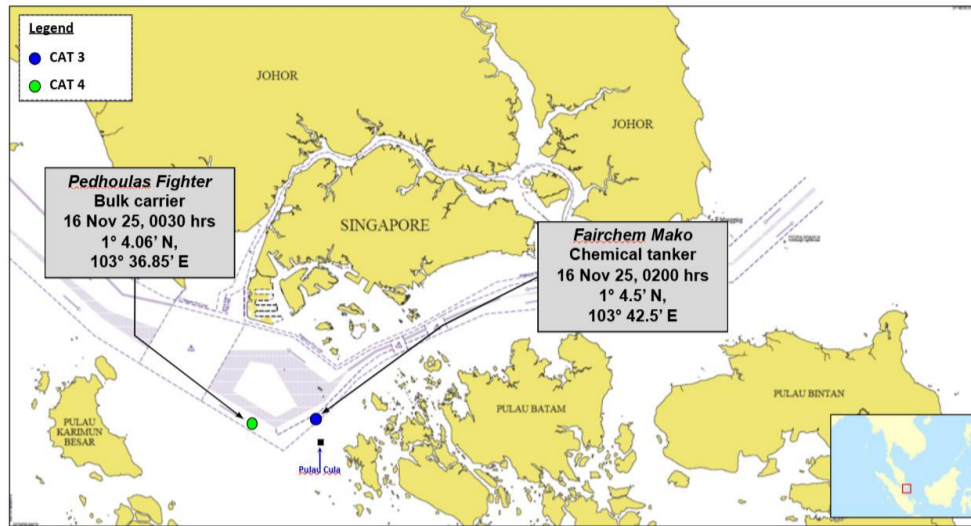 Legend
CAT 3
CAT 4
JOHOR
JOHOR
Pedhoulas Fighter
Bulk carrier
16 Nov 25, 0030 hrs
1° 4.06’ N,
103° 36.85’ E
SINGAPORE
Fairchem Mako
Chemical tanker
16 Nov 25, 0200 hrs
1° 4.5’ N,
103° 42.5’ E
PULAU
KARIMUN
BESAR
PULAU BATAM
PULAU BINTAN
Pulau Cula